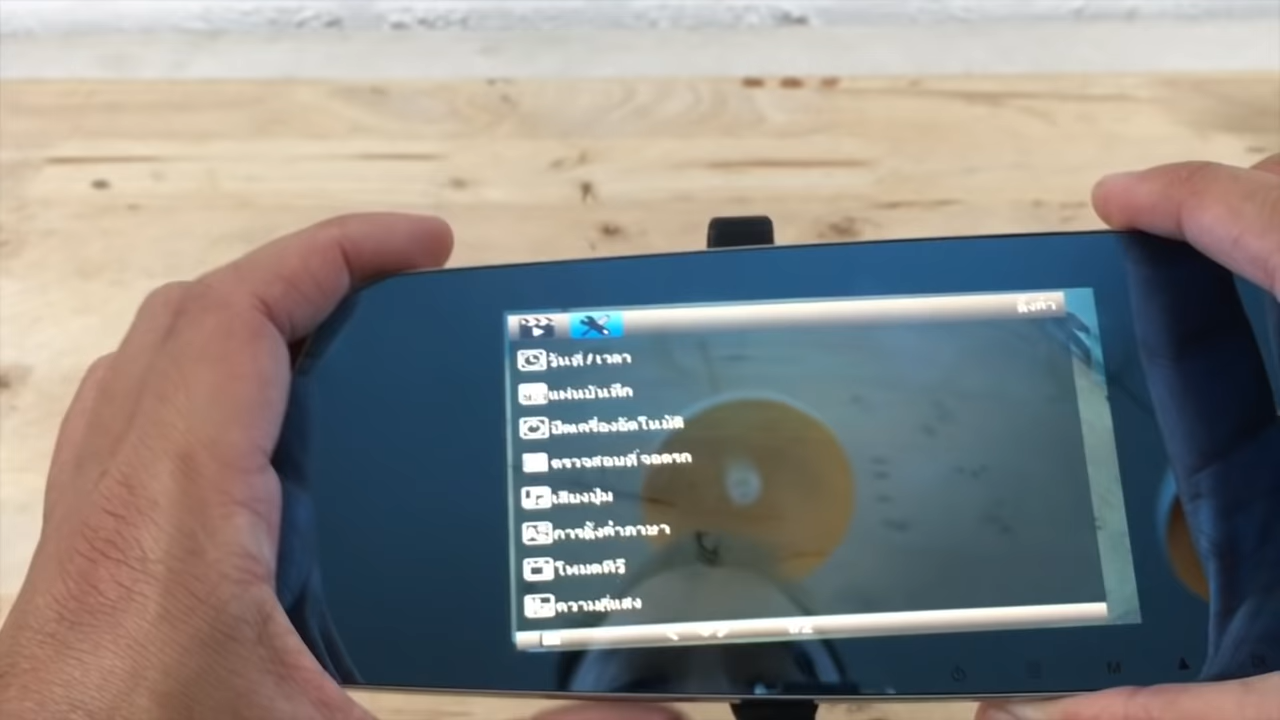 ตั้งค่า
วันที่ / เวลา
แผ่นบันทึก
ปิดเครื่องอัตโนมัติ
ตรวจสอบที่จอดรถ
เสียงปุ่ม
การตั้งค่าภาษา
โหมดทีวี
ความถี่แสง
M